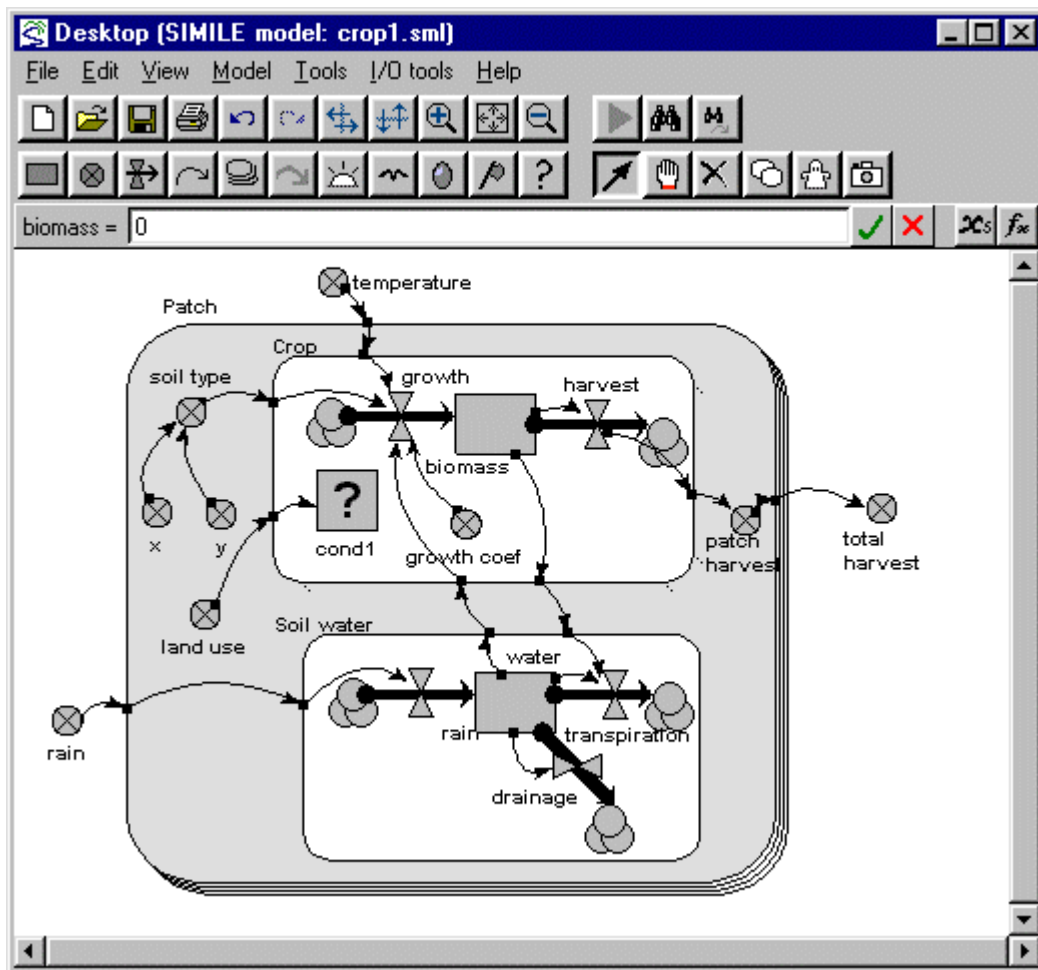 Desktop (SIMILE model: crop1.sml)
File Edit View Model Tools I/O tools Help
?
biomass = 0
xs fx
temperature
Patch
Crop
soil type
growth
harvest
biomass
?
x
y
cond1
growth coef
patch
harvest
total
harvest
land use
Soil water
water
rain
transpiration
rain
drainage